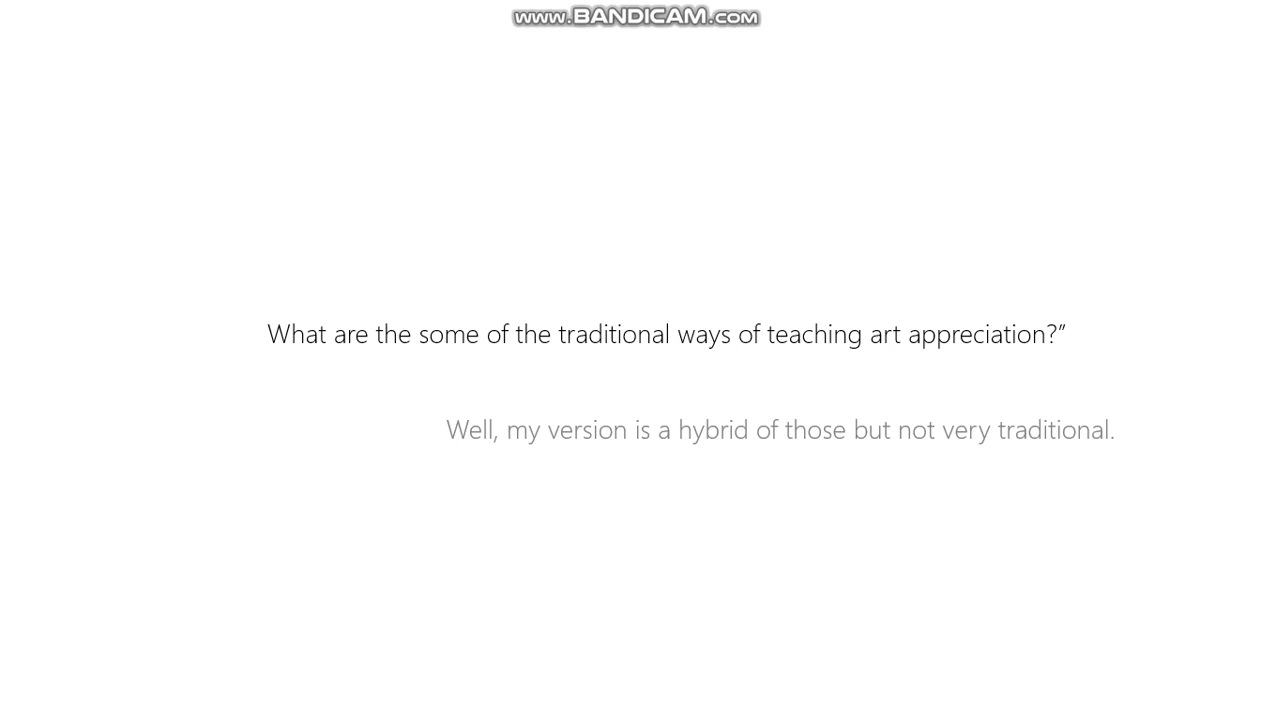 www.BANDICAM.com
What are the some of the traditional ways of teaching art appreciation?”
Well, my version is a hybrid of those but not very traditional.